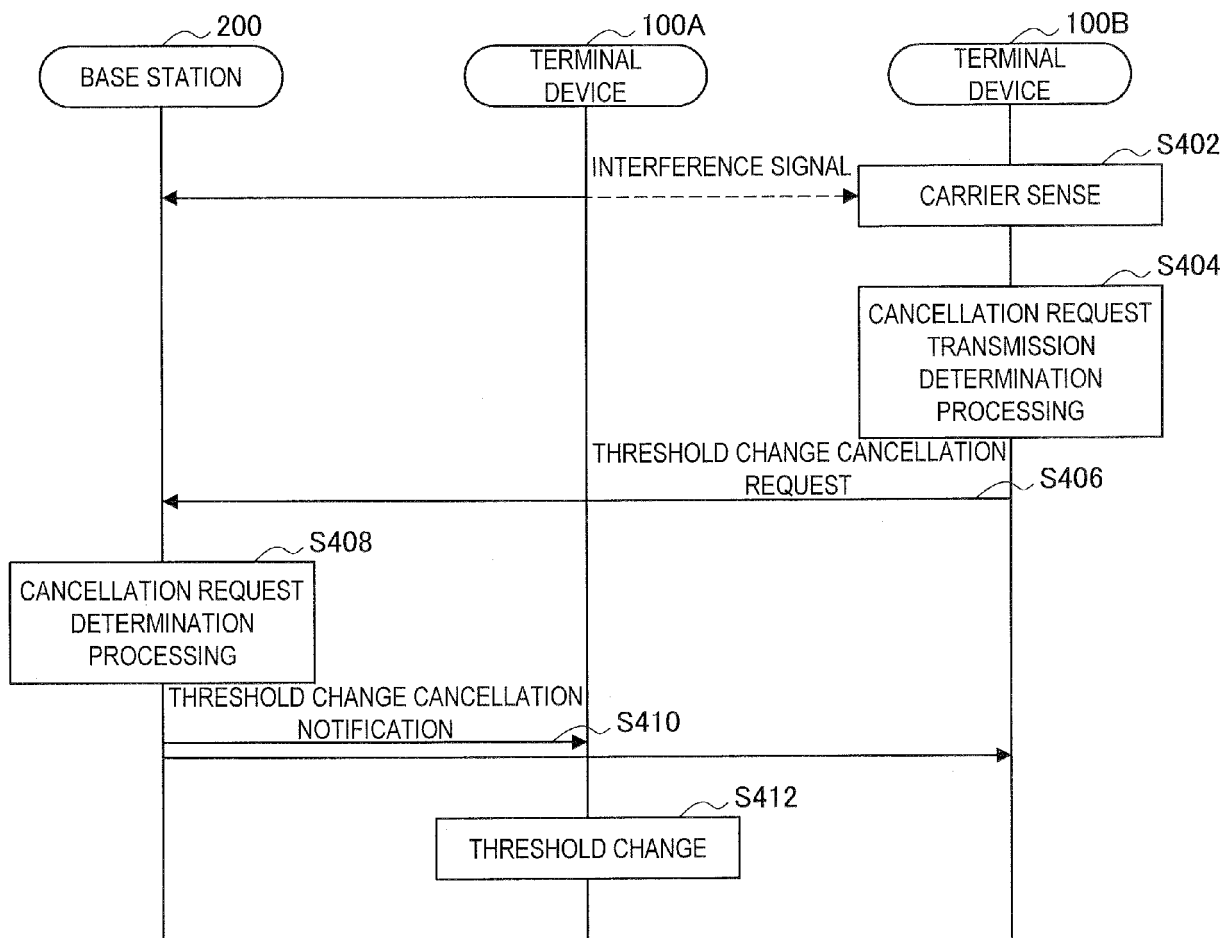 200
100A
100B
BASE STATION
TERMINAL
DEVICE
TERMINAL
DEVICE
S402
INTERFERENCE SIGNAL
CARRIER SENSE
S404
CANCELLATION REQUEST
TRANSMISSION
DETERMINATION
PROCESSING
THRESHOLD CHANGE CANCELLATION
REQUEST
S406
S408
CANCELLATION REQUEST
DETERMINATION
PROCESSING
THRESHOLD CHANGE CANCELLATION
NOTIFICATION
S410
S412
THRESHOLD CHANGE